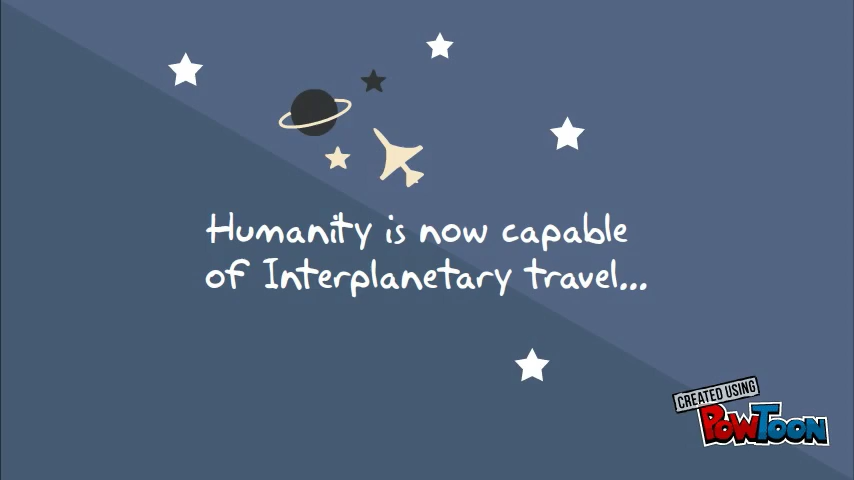 Humanity is now capable
of Interplanetary travel...
CREATED USING
POWTOON